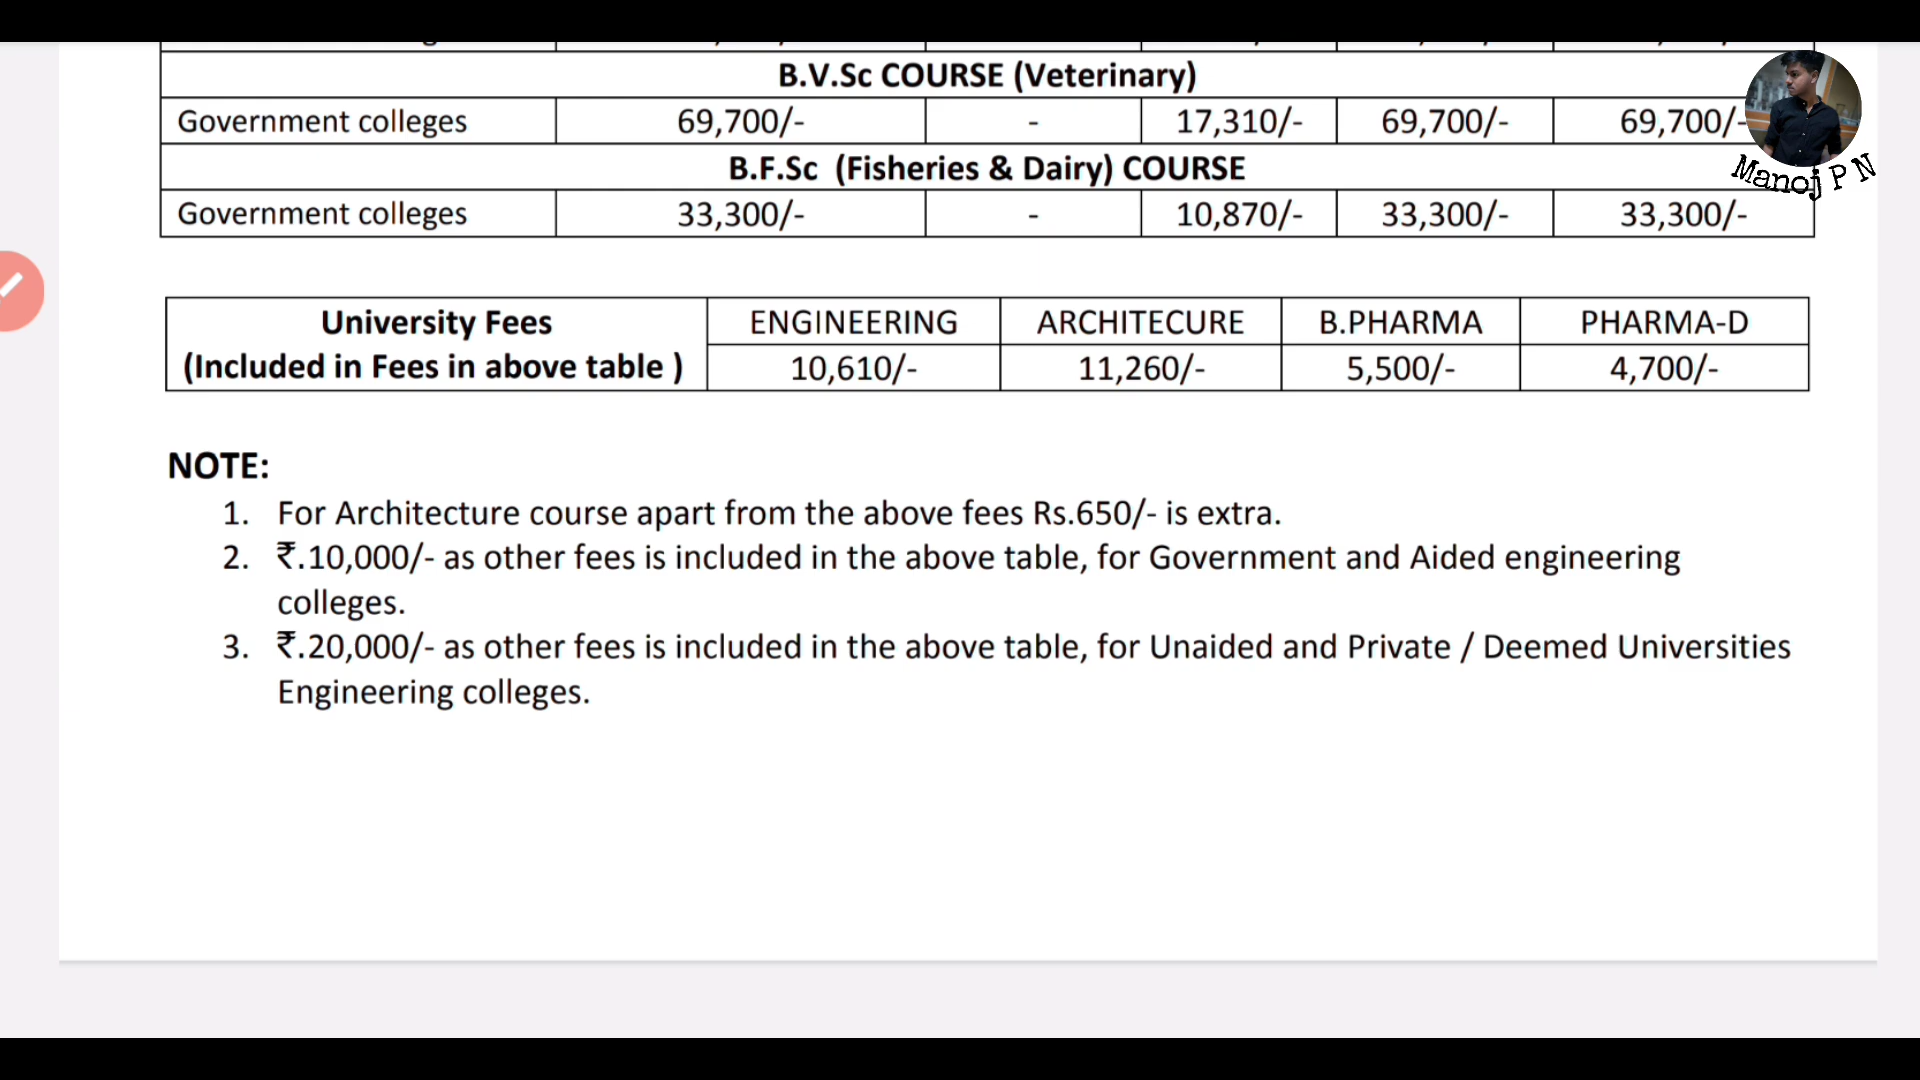 B.V.Sc COURSE (Veterinary)
Government colleges 69,700/- - 17,310/- 69,700/- 69,700/-
B.F.Sc (Fisheries & Dairy) COURSE
Manoj P N
Government colleges 33,300/- - 10,870/- 33,300/- 33,300/-
University Fees ENGINEERING ARCHITECURE B.PHARMA PHARMA-D
(Included in Fees in above table ) 10,610/- 11,260/- 5,500/- 4,700/-
NOTE:
1. For Architecture course apart from the above fees Rs.650/- is extra.
2. ₹.10,000/- as other fees is included in the above table, for Government and Aided engineering
colleges.
3. ₹.20,000/- as other fees is included in the above table, for Unaided and Private / Deemed Universities
Engineering colleges.